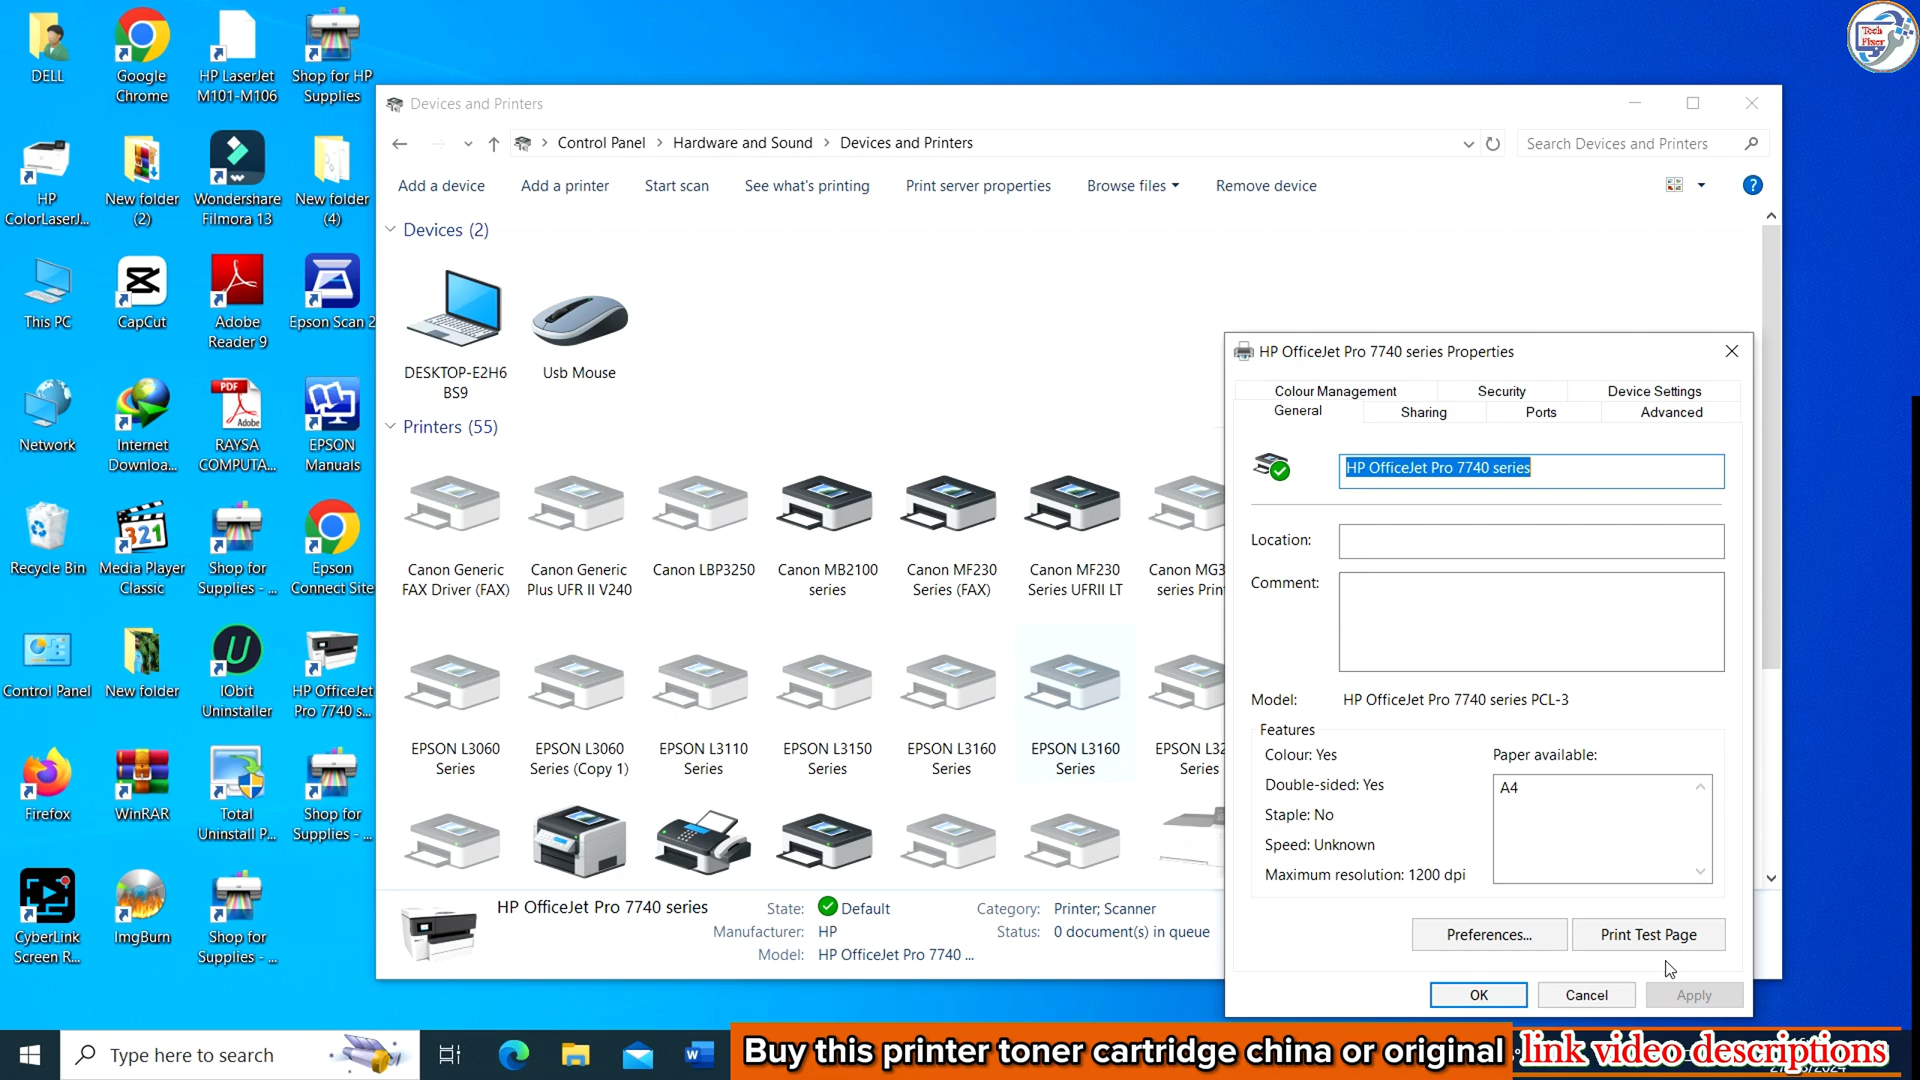 DELL
Google
Chrome
HP LaserJet
M101-M106
Shop for HP
Supplies
HP
ColorLaserJ...
New folder
(2)
Wondershare
Filmora 13
New folder
(4)
This PC
CapCut
Adobe
Reader 9
Epson Scan 2
Network
Internet
Downloa...
PDF
Adobe
RAYSA
COMPUTA...
EPSON
Manuals
Recycle Bin
321
Media Player
Classic
Shop for
Supplies - ...
Epson
Connect Site
Control Panel
New folder
IObit
Uninstaller
HP OfficeJet
Pro 7740 s...
Firefox
WinRAR
Total
Uninstall P...
Shop for
Supplies - ...
CyberLink
Screen R...
ImgBurn
Shop for
Supplies - ...
Tech
Fixer
Devices and Printers
Control Panel > Hardware and Sound > Devices and Printers
Search Devices and Printers
Add a device
Add a printer
Start scan
See what's printing
Print server properties
Browse files
Remove device
Devices (2)
DESKTOP-E2H6
BS9
Usb Mouse
Printers (55)
Canon Generic
FAX Driver (FAX)
Canon Generic
Plus UFR II V240
Canon LBP3250
Canon MB2100
series
Canon MF230
Series (FAX)
Canon MF230
Series UFRII LT
Canon MG3
series Prin
EPSON L3060
Series
EPSON L3060
Series (Copy 1)
EPSON L3110
Series
EPSON L3150
Series
EPSON L3160
Series
EPSON L3160
Series
EPSON L32
Series
HP OfficeJet Pro 7740 series
State: Default
Manufacturer: HP
Model: HP OfficeJet Pro 7740 ...
Category: Printer; Scanner
Status: 0 document(s) in queue
HP OfficeJet Pro 7740 series Properties
Colour Management
Security
Device Settings
General
Sharing
Ports
Advanced
HP OfficeJet Pro 7740 series
Location:
Comment:
Model: HP OfficeJet Pro 7740 series PCL-3
Features
Colour: Yes
Double-sided: Yes
Staple: No
Speed: Unknown
Maximum resolution: 1200 dpi
Paper available:
A4
Preferences...
Print Test Page
OK
Cancel
Apply
Type here to search
Buy this printer toner cartridge china or original link video descriptions